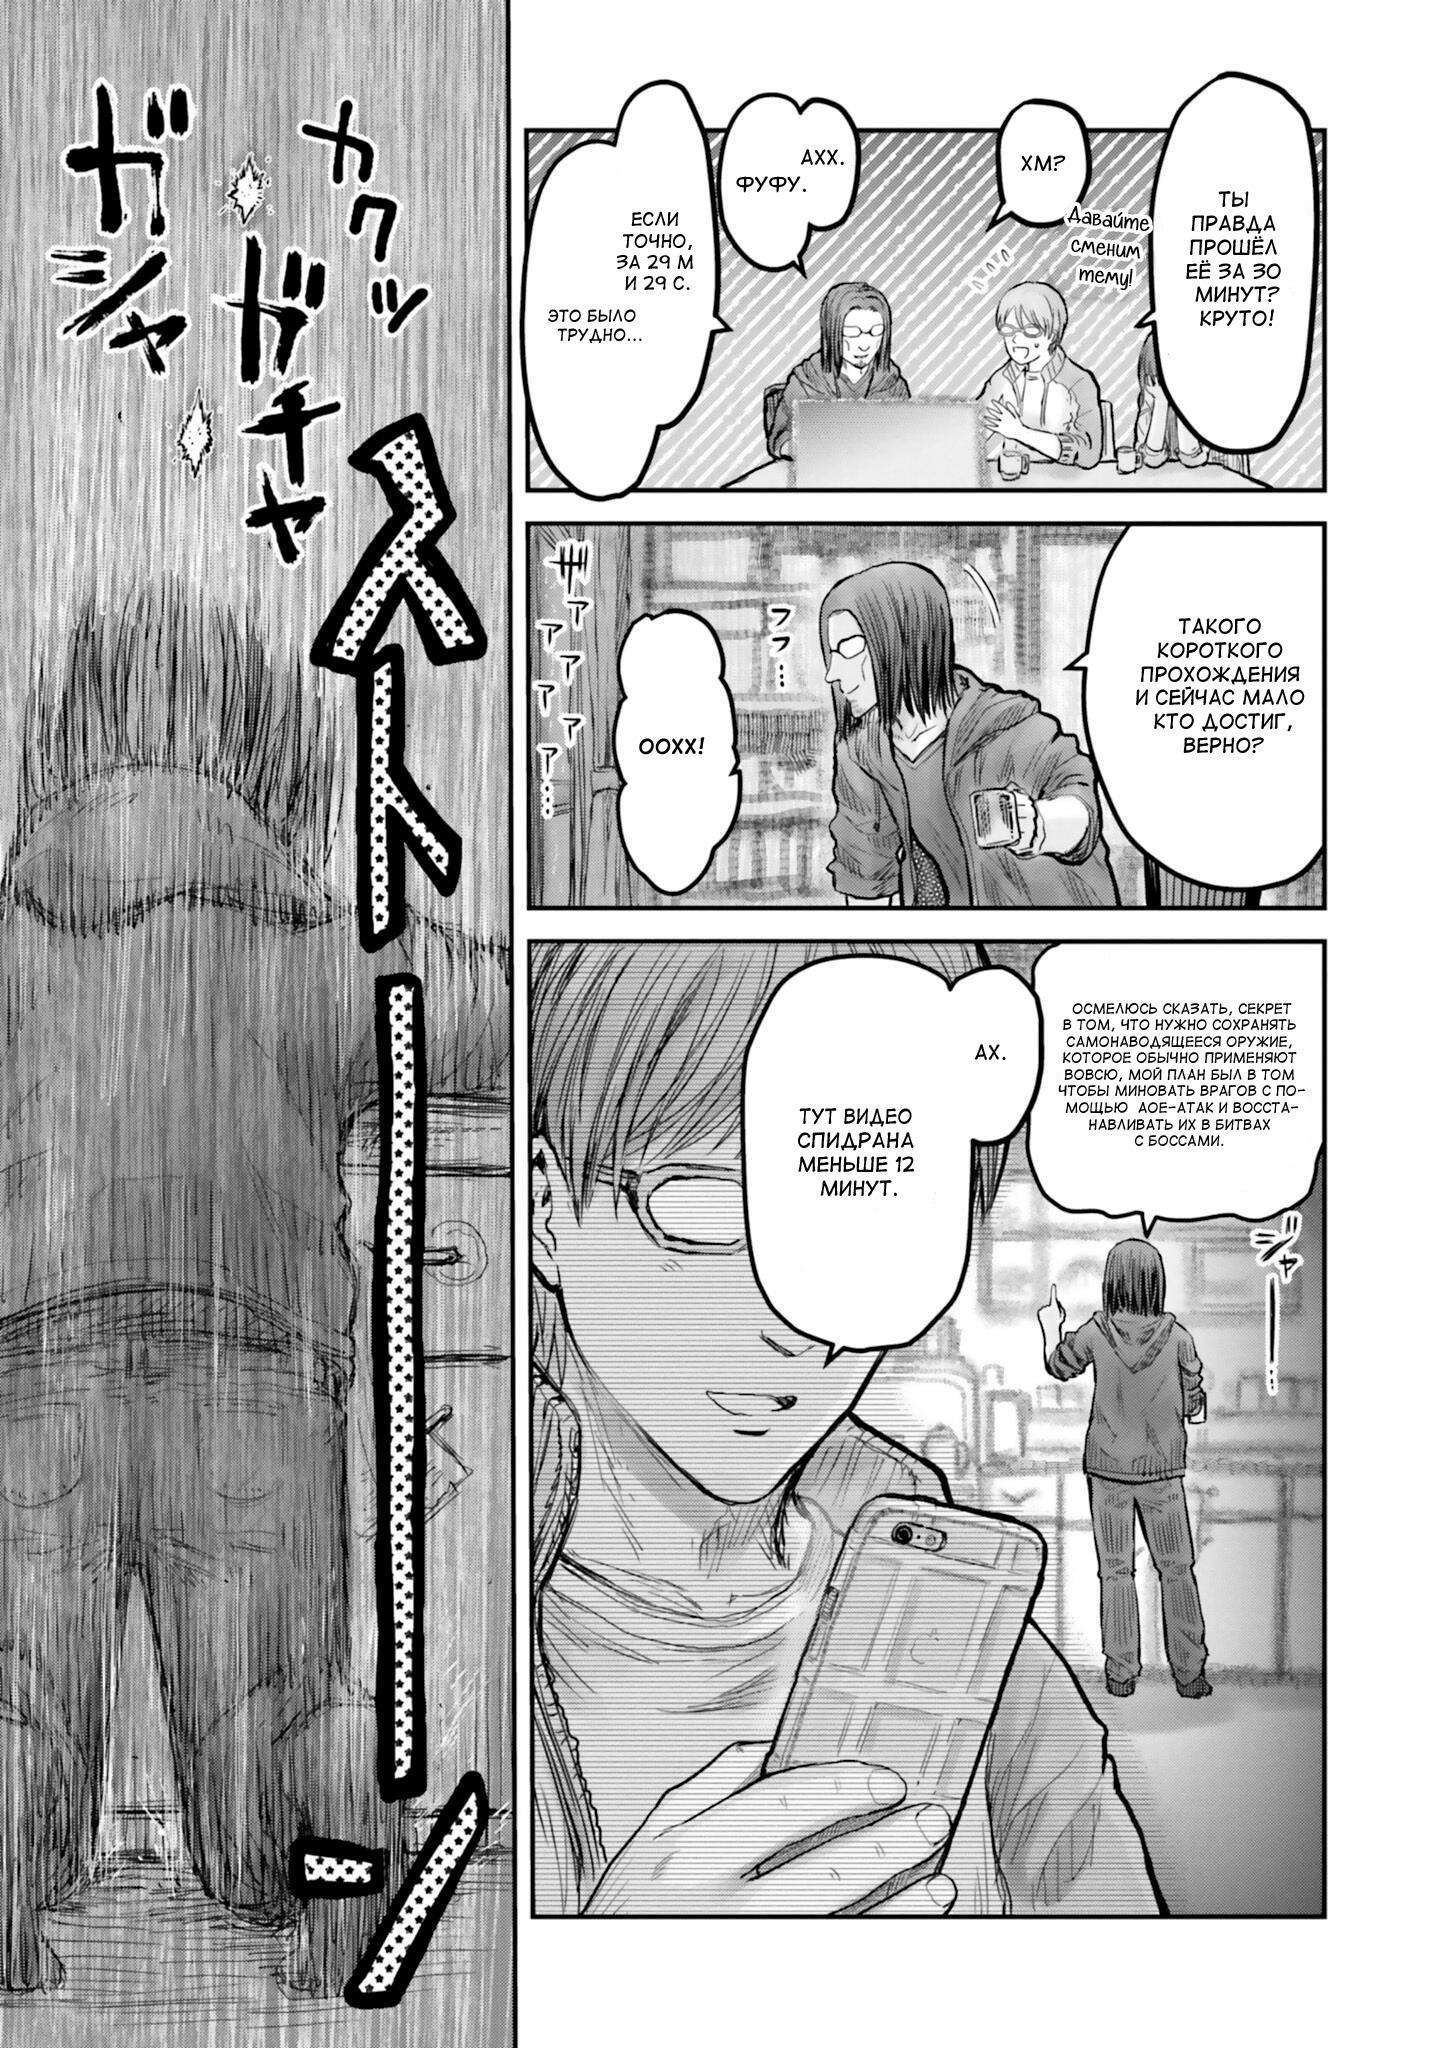 ТЫ
ПРАВДА
ПРОШЁЛ
ЕЁ ЗА 30
МИНУТ?
КРУТО!
ХМ?
Давайте
сменим
тему!
АХХ.
ФУФУ.
ЕСЛИ
ТОЧНО,
ЗА 29 М
И 29 С.
ЭТО БЫЛО
ТРУДНО...
ТАКОГО
КОРОТКОГО
ПРОХОЖДЕНИЯ
И СЕЙЧАС МАЛО
КТО ДОСТИГ,
ВЕРНО?
フフ…
ООХХ!
ザァァァァァ…
ОСМЕЛЮСЬ СКАЗАТЬ, СЕКРЕТ
В ТОМ, ЧТО НУЖНО СОХРАНЯТЬ
САМОНАВОДЯЩЕЕСЯ ОРУЖИЕ,
КОТОРОЕ ОБЫЧНО ПРИМЕНЯЮТ
ВОВСЮ, МОЙ ПЛАН БЫЛ В ТОМ
ЧТОБЫ МИНОВАТЬ ВРАГОВ С ПО-
МОЩЬЮ АОЕ-АТАК И ВОССТА-
НАВЛИВАТЬ ИХ В БИТВАХ
С БОССАМИ.
ジャ……
АХ.
ТУТ ВИДЕО
СПИДРАНА
МЕНЬШЕ 12
МИНУТ.
カクッ
ガチャ
ガシャ
ストーン